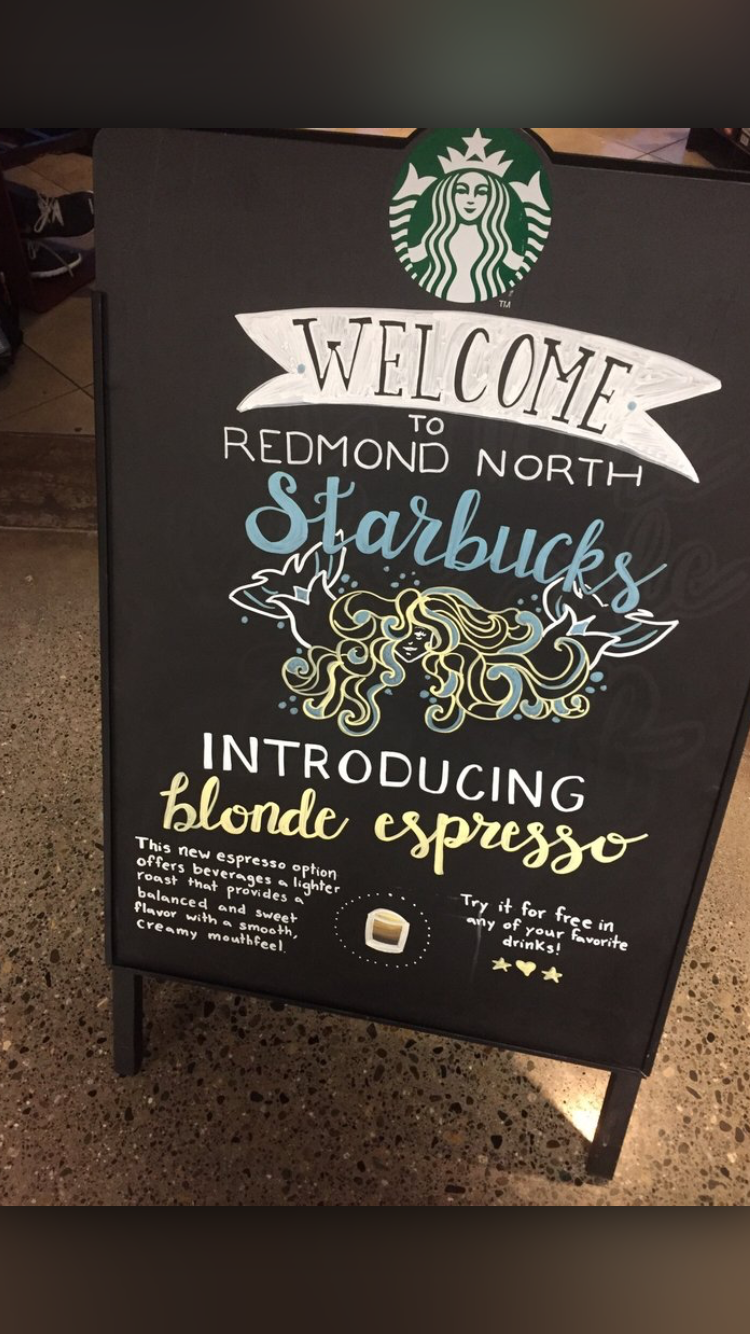 TM
WELCOME
TO
REDMOND NORTH
Starbucks
INTRODUCING
blonde espresso
This new espresso option
offers beverages a lighter
roast that provides a
balanced and sweet
flavor with a smooth,
creamy mouthfeel.
Try it for free in
any of your favorite
drinks!